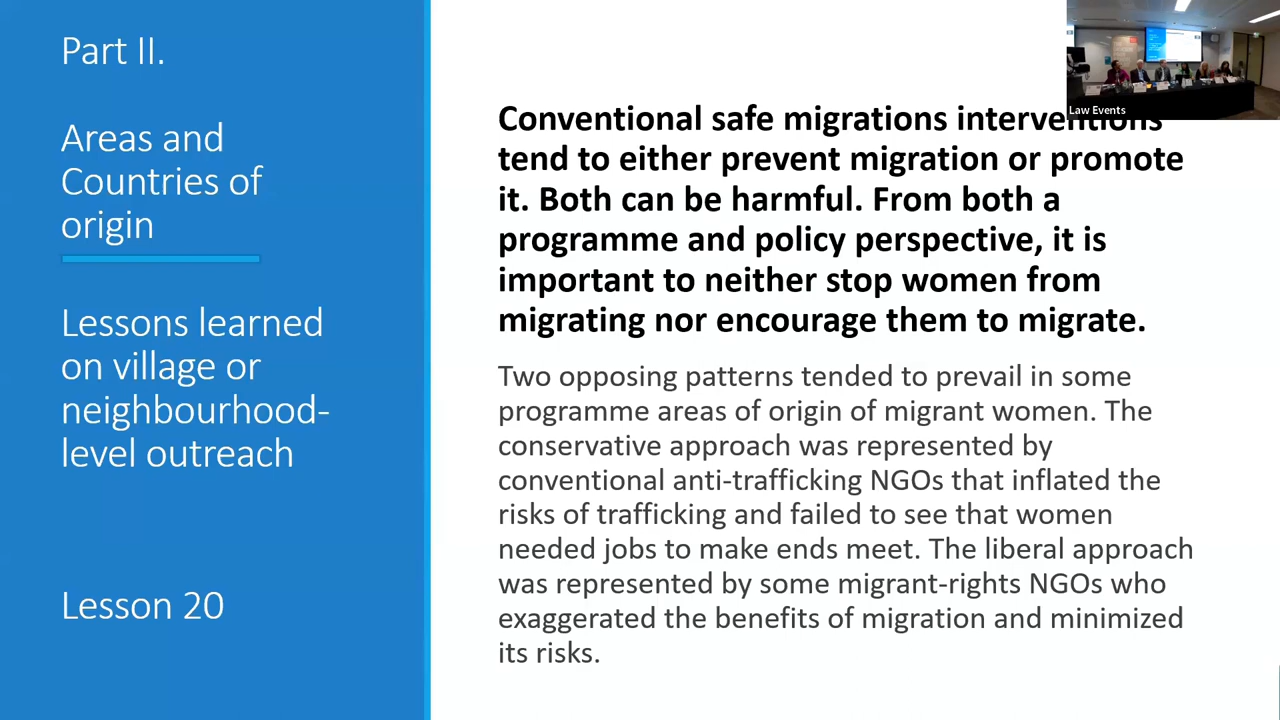 Part II.
Areas and
Countries of
origin
Lessons learned
on village or
neighbourhood-
level outreach
Lesson 20
Law Events
Conventional safe migrations interventions
tend to either prevent migration or promote
it. Both can be harmful. From both a
programme and policy perspective, it is
important to neither stop women from
migrating nor encourage them to migrate.
Two opposing patterns tended to prevail in some
programme areas of origin of migrant women. The
conservative approach was represented by
conventional anti-trafficking NGOs that inflated the
risks of trafficking and failed to see that women
needed jobs to make ends meet. The liberal approach
was represented by some migrant-rights NGOs who
exaggerated the benefits of migration and minimized
its risks.